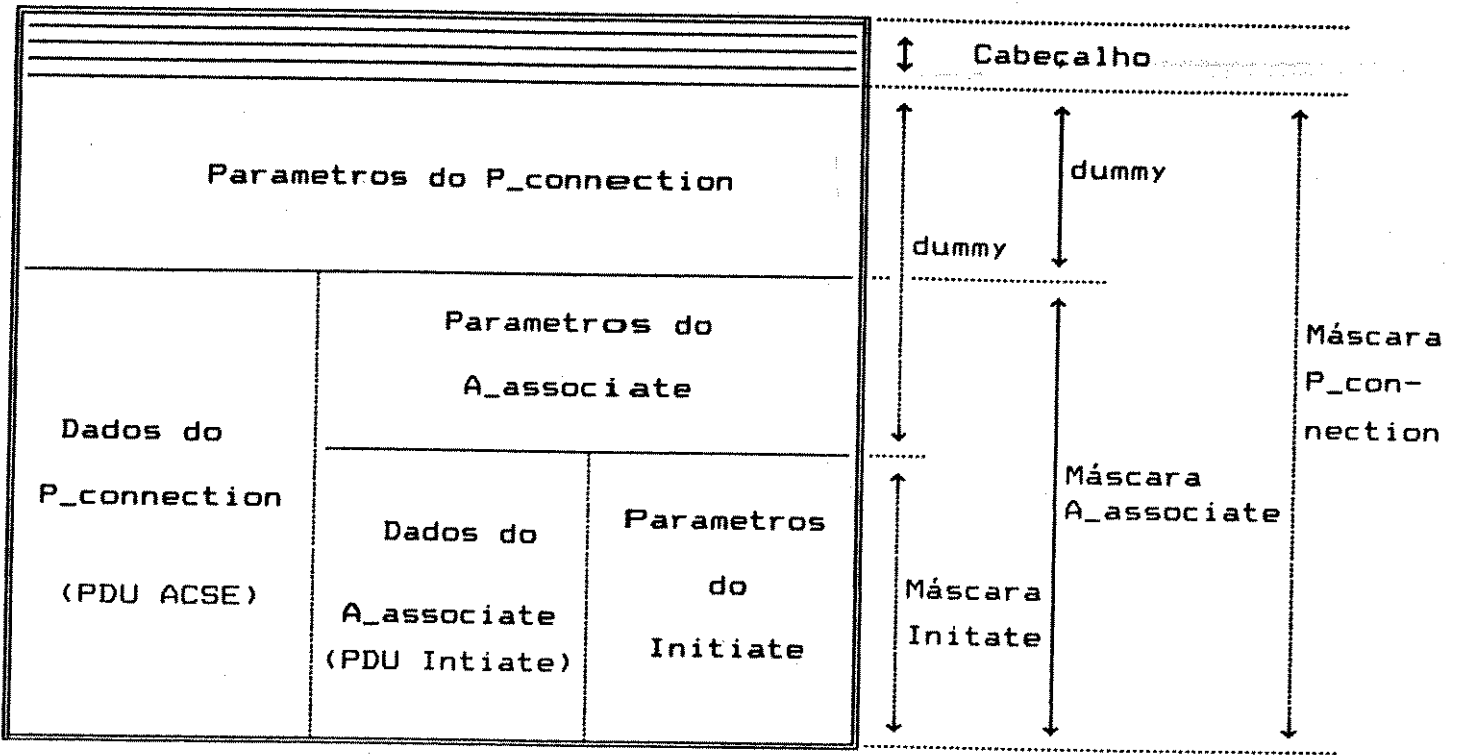 Cabeçalho
Parametros do P_connection
dummy
dummy
Parametros do
A_associate
Máscara
P_con-
nection
Dados do
P_connection
(PDU ACSE)
Máscara
A_associate
Dados do
A_associate
(PDU Intiate)
Parametros
do
Initiate
Máscara
Initate